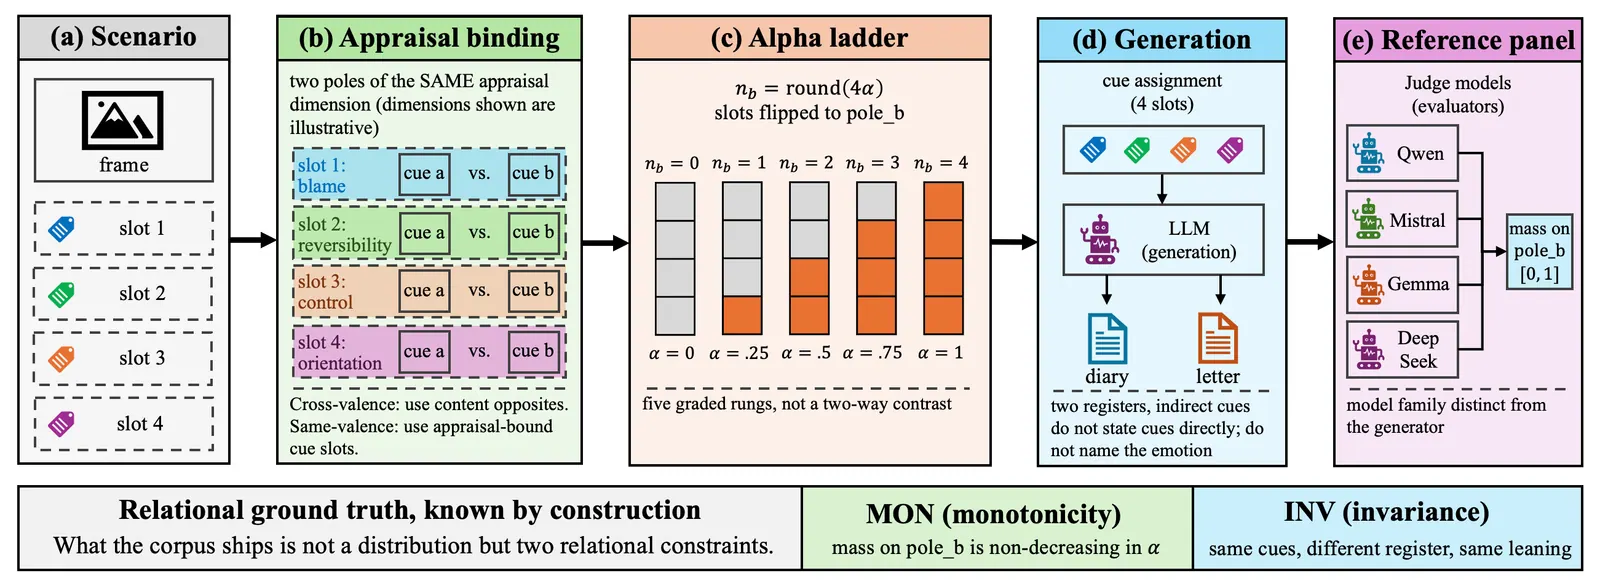 (a) Scenario
frame
slot 1
slot 2
slot 3
slot 4
(b) Appraisal binding
two poles of the SAME appraisal
dimension (dimensions shown are
illustrative)
slot 1:
blame
cue a vs. cue b
slot 2:
reversibility
cue a vs. cue b
slot 3:
control
cue a vs. cue b
slot 4:
orientation
cue a vs. cue b
Cross-valence: use content opposites.
Same-valence: use appraisal-bound
cue slots.
(c) Alpha ladder
n_b = round(4α)
slots flipped to pole_b
n_b = 0 n_b = 1 n_b = 2 n_b = 3 n_b = 4
α = 0 α = .25 α = .5 α = .75 α = 1
five graded rungs, not a two-way contrast
(d) Generation
cue assignment
(4 slots)
LLM
(generation)
diary letter
two registers, indirect cues
do not state cues directly; do
not name the emotion
(e) Reference panel
Judge models
(evaluators)
Qwen
Mistral
Gemma
Deep
Seek
mass on
pole_b
[0, 1]
model family distinct from
the generator
Relational ground truth, known by construction
What the corpus ships is not a distribution but two relational constraints.
MON (monotonicity)
mass on pole_b is non-decreasing in α
INV (invariance)
same cues, different register, same leaning